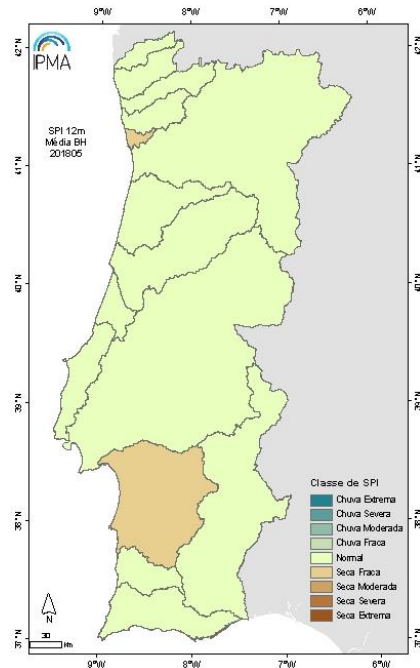 9°W 8°W 7°W 6°W
IPMA
SPI 12m
Média BH
201805
42°N
41°N
40°N
39°N
38°N
37°N
42°N
41°N
40°N
39°N
38°N
37°N
Classe de SPI
Chuva Extrema
Chuva Severa
Chuva Moderada
Chuva Fraca
Normal
Seca Fraca
Seca Moderada
Seca Severa
Seca Extrema
N
30
Km
9°W 8°W 7°W 6°W